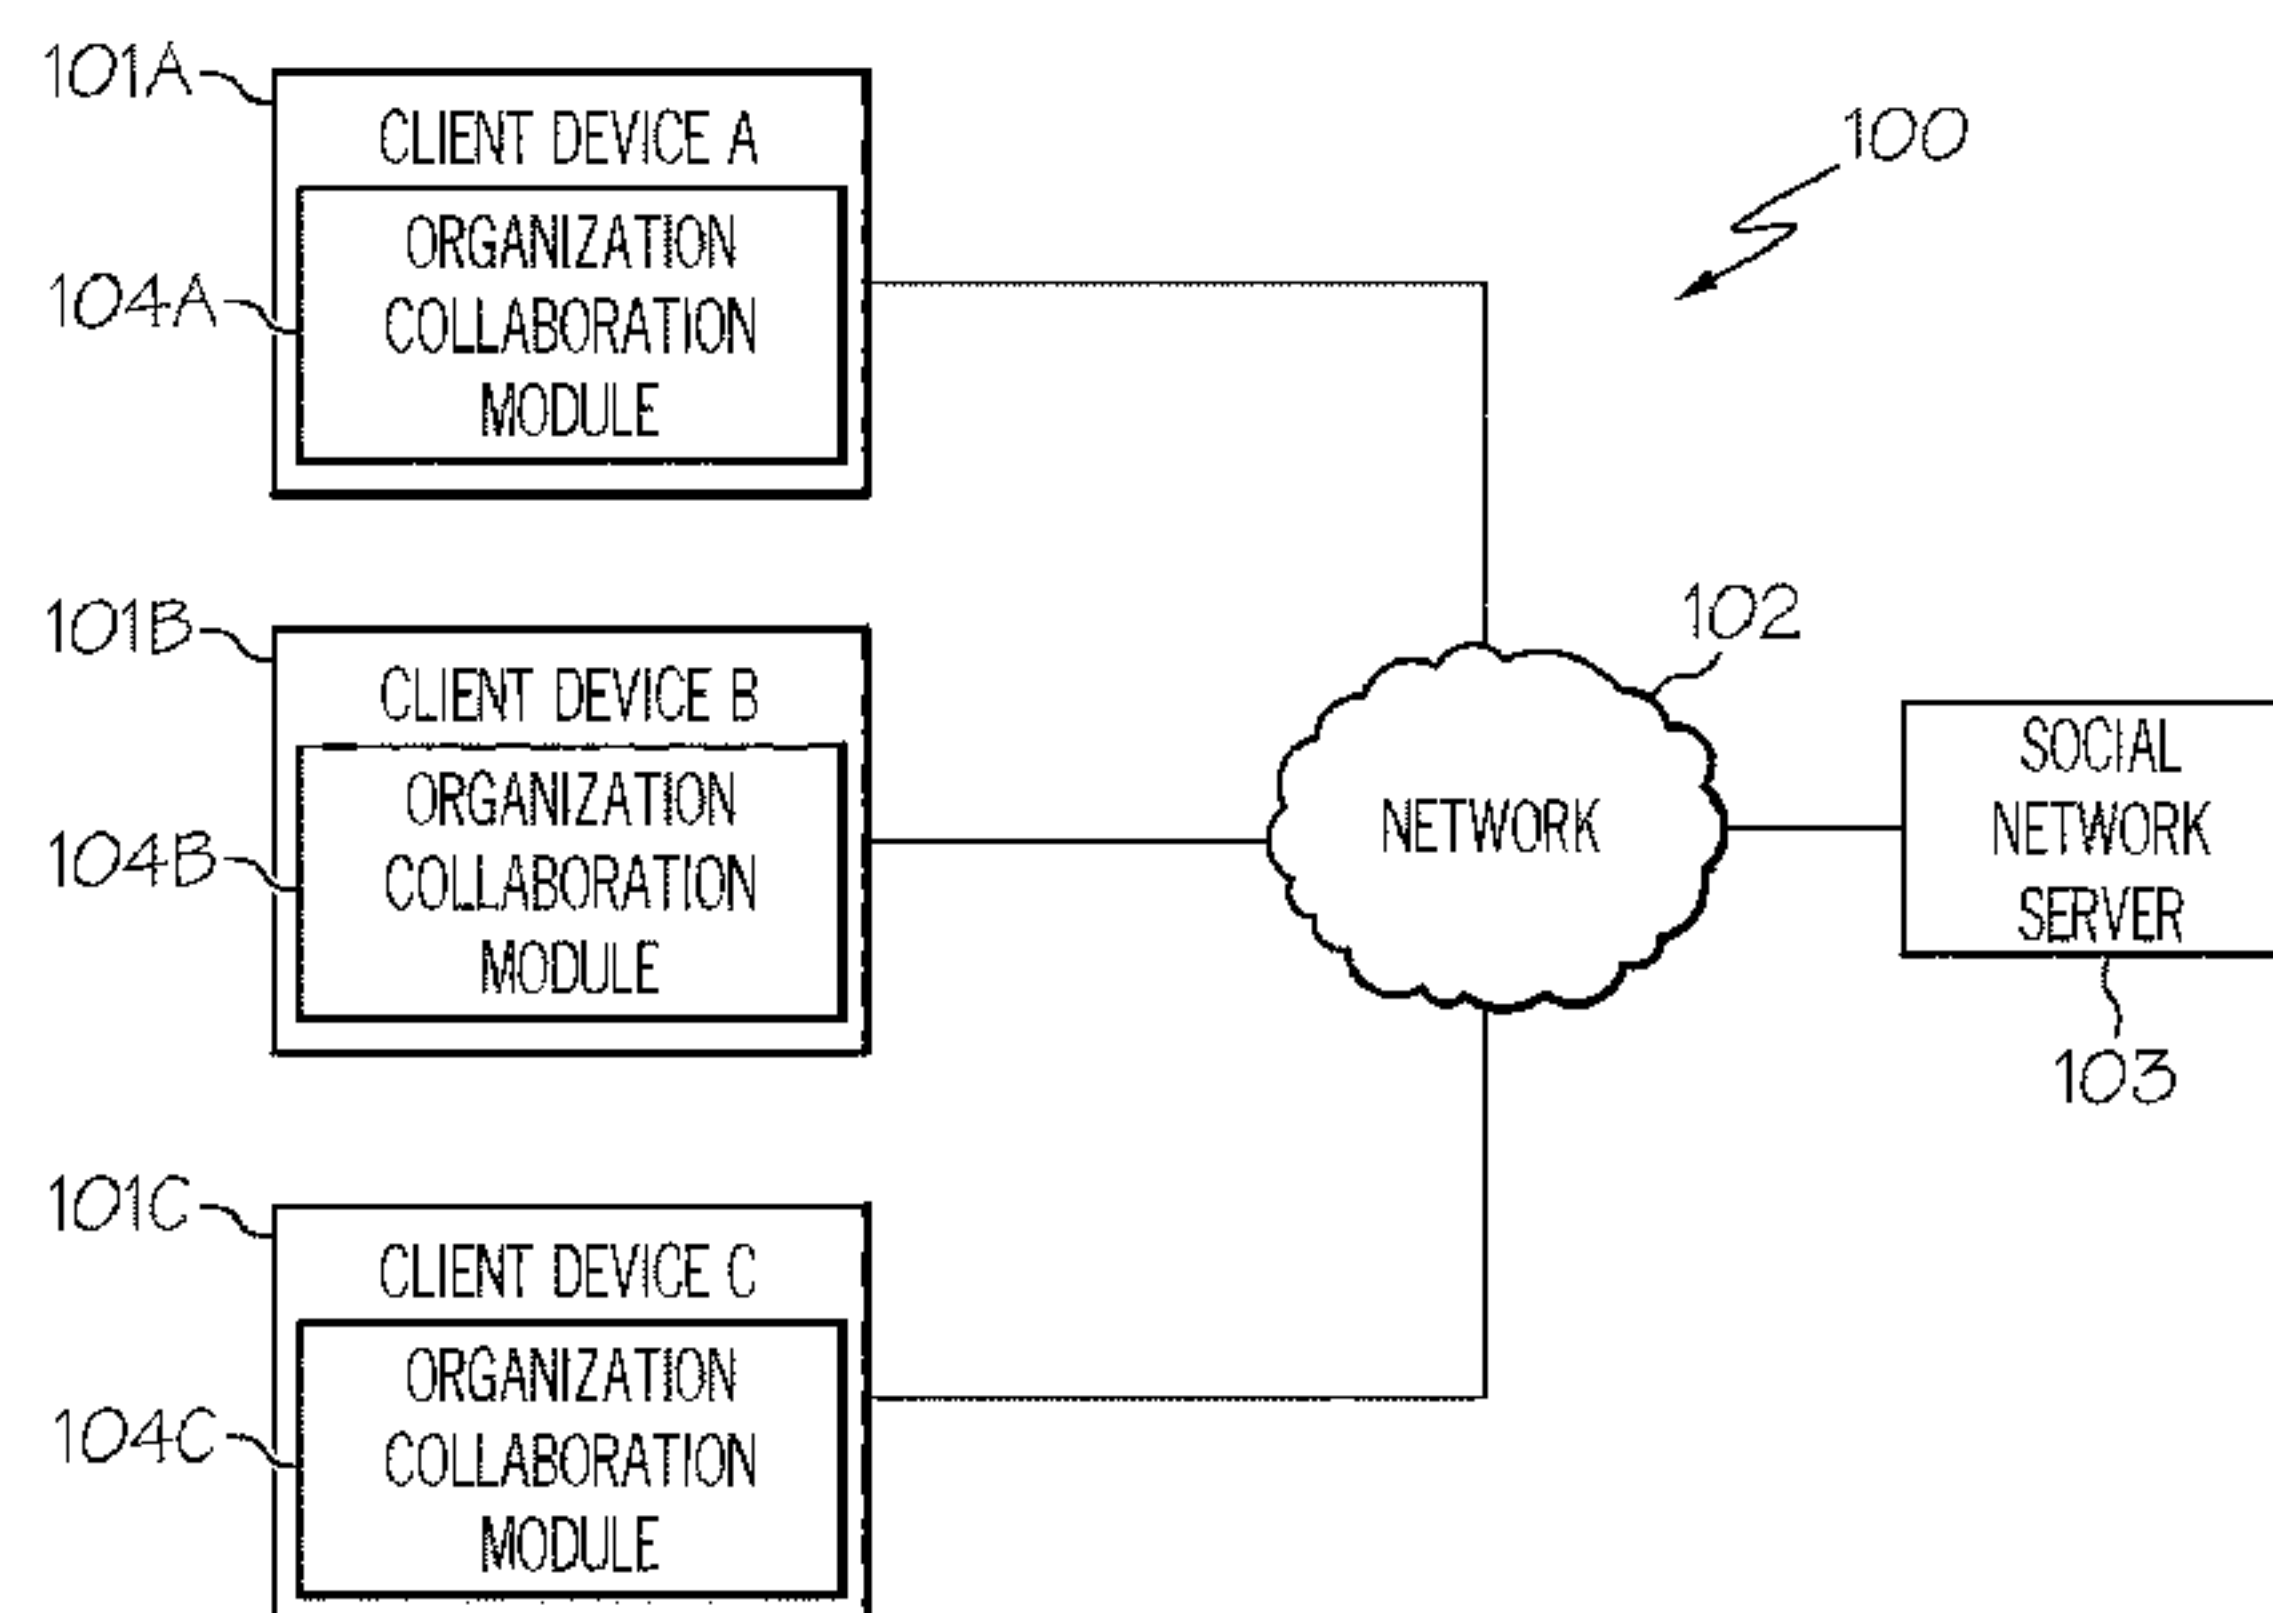 101A
CLIENT DEVICE A
104A
ORGANIZATION
COLLABORATION
MODULE
100
101B
CLIENT DEVICE B
104B
ORGANIZATION
COLLABORATION
MODULE
102
NETWORK
SOCIAL
NETWORK
SERVER
103
101C
CLIENT DEVICE C
104C
ORGANIZATION
COLLABORATION
MODULE